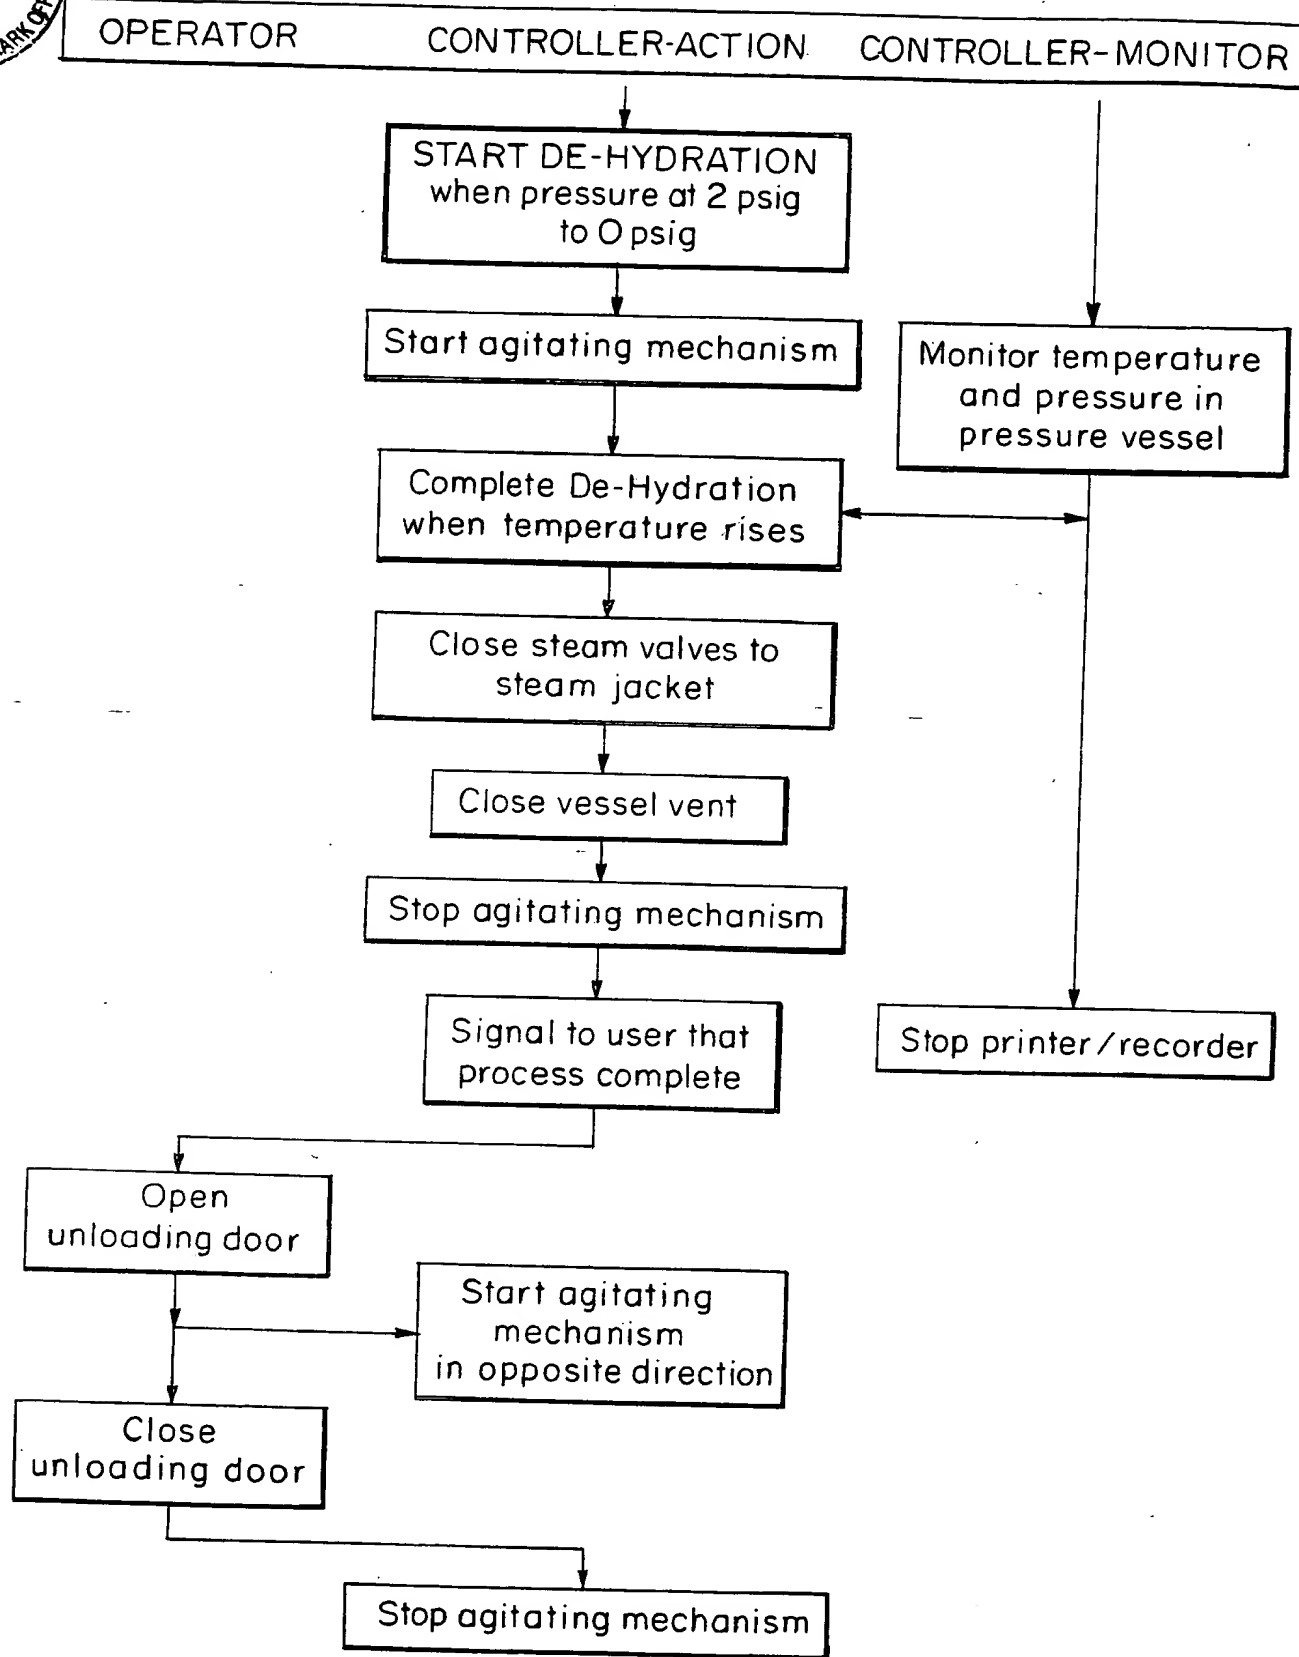 OPERATOR CONTROLLER-ACTION CONTROLLER-MONITOR
START DE-HYDRATION
when pressure at 2 psig
to 0 psig
Start agitating mechanism
Monitor temperature
and pressure in
pressure vessel
Complete De-Hydration
when temperature rises
Close steam valves to
steam jacket
Close vessel vent
Stop agitating mechanism
Signal to user that
process complete
Stop printer/recorder
Open
unloading door
Start agitating
mechanism
in opposite direction
Close
unloading door
Stop agitating mechanism